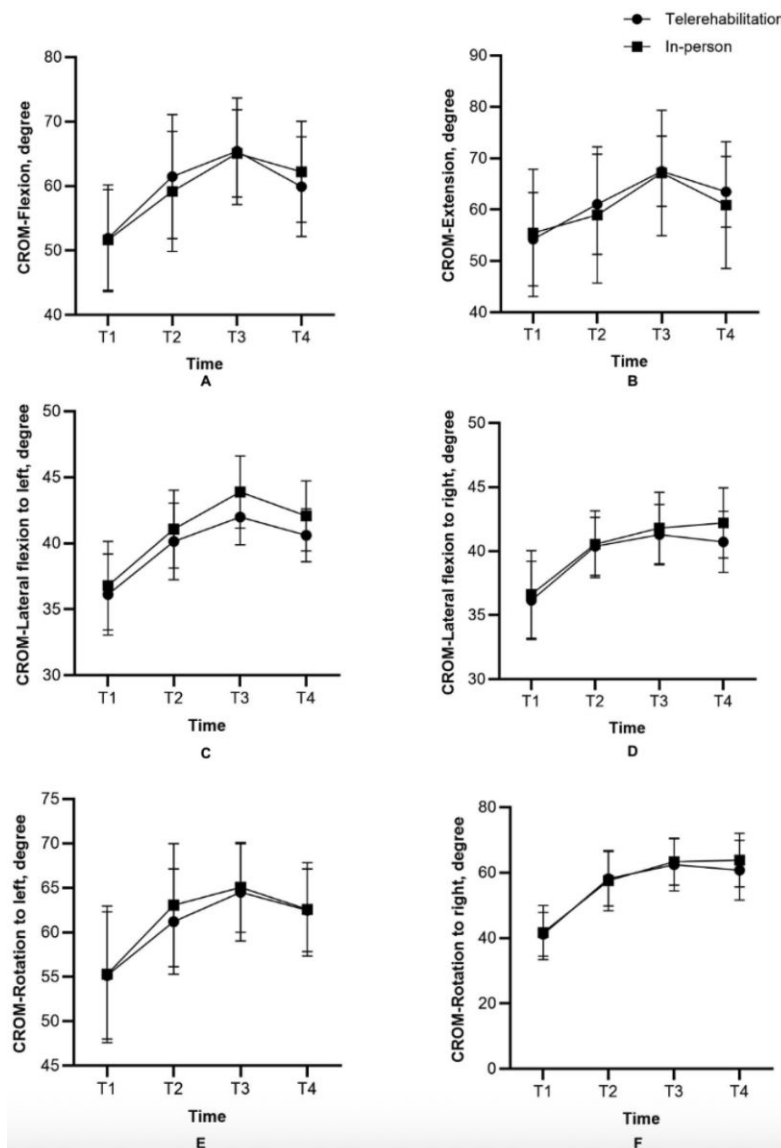 Telerehabilitation
In-person
CROM-Flexion, degree
80
70
60
50
40
T1 T2 T3 T4
Time
A
CROM-Extension, degree
90
80
70
60
50
40
T1 T2 T3 T4
Time
B
CROM-Lateral flexion to left, degree
50
45
40
35
30
T1 T2 T3 T4
Time
C
CROM-Lateral flexion to right, degree
50
45
40
35
30
T1 T2 T3 T4
Time
D
CROM-Rotation to left, degree
75
70
65
60
55
50
45
T1 T2 T3 T4
Time
E
CROM-Rotation to right, degree
80
60
40
20
0
T1 T2 T3 T4
Time
F